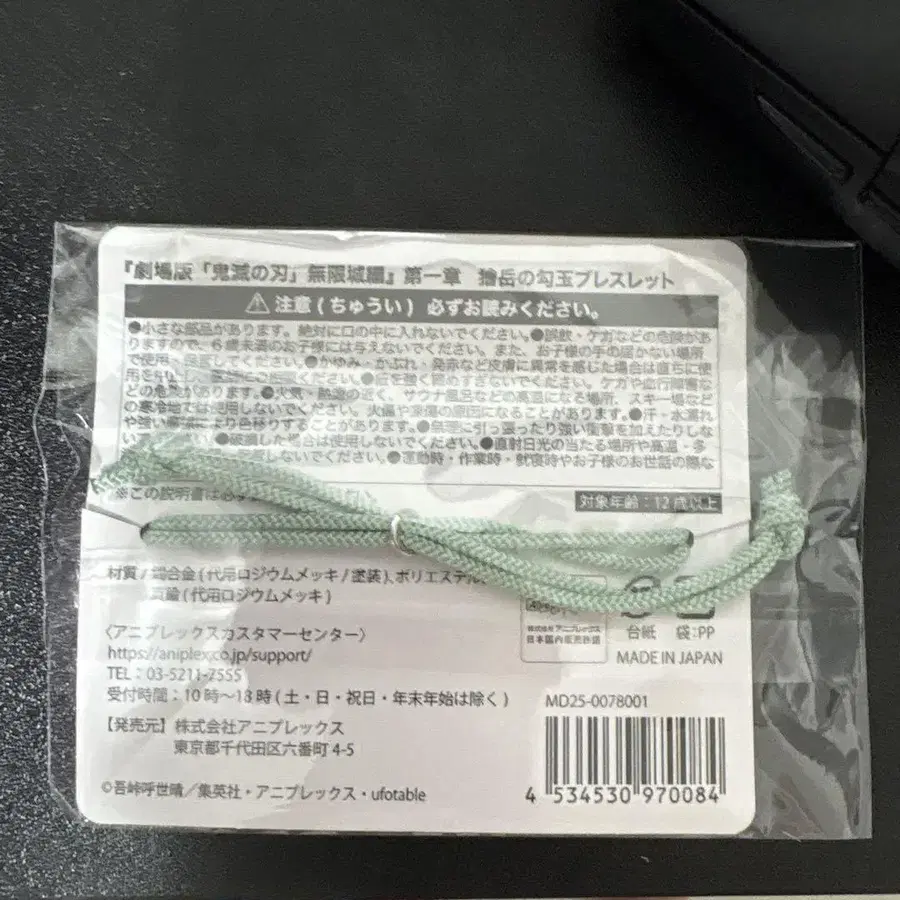 『劇場版「鬼滅の刃」無限城編』第一章 獪岳の勾玉ブレスレット
注意(ちゅうい)必ずお読みください。
●小さな部品があります。絶対に口の中に入れないでください。●誤飲・ケガなどの危険があ
りますので、6歳未満のお子様には与えないでください。また、お子様の手の届かない場所
で使用・保管してください。●かゆみ・かぶれ・発赤など皮膚に異常を感じた場合は直ちに使
用を 締めすぎないでください。ケガや血行障害な
どの危険があります。●火気・熱源の近く、サウナ風呂などの高温になる場所、スキー場など
の寒冷地では使用しないでください。火傷や凍傷の原因になることがあります。●汗・水濡れ
や強い摩擦により色移りすることがあります。●無理に引っ張ったり強い衝撃を加えたりしな
●破損した場合は使用しないでください。●直射日光の当たる場所や高温・多
●運動時・作業時・就寝時やお子様のお世話の際な
※この説明書は必ず
対象年齢:12歳以上
材質/ 合金(代用ロジウムメッキ/塗装)、ポリエステル、
真鍮(代用ロジウムメッキ)
〈アニプレックスカスタマーセンター〉
https://aniplex.co.jp/support/
TEL:03-5211-7555
受付時間:10時~18時(土・日・祝日・年末年始は除く)
【発売元】株式会社アニプレックス
東京都千代田区六番町4-5
©吾峠呼世晴/集英社・アニプレックス・ufotable
株式会社アニプレックス
日本国内販売許諾
台紙 袋:PP
MADE IN JAPAN
MD25-0078001
4 534530 970084